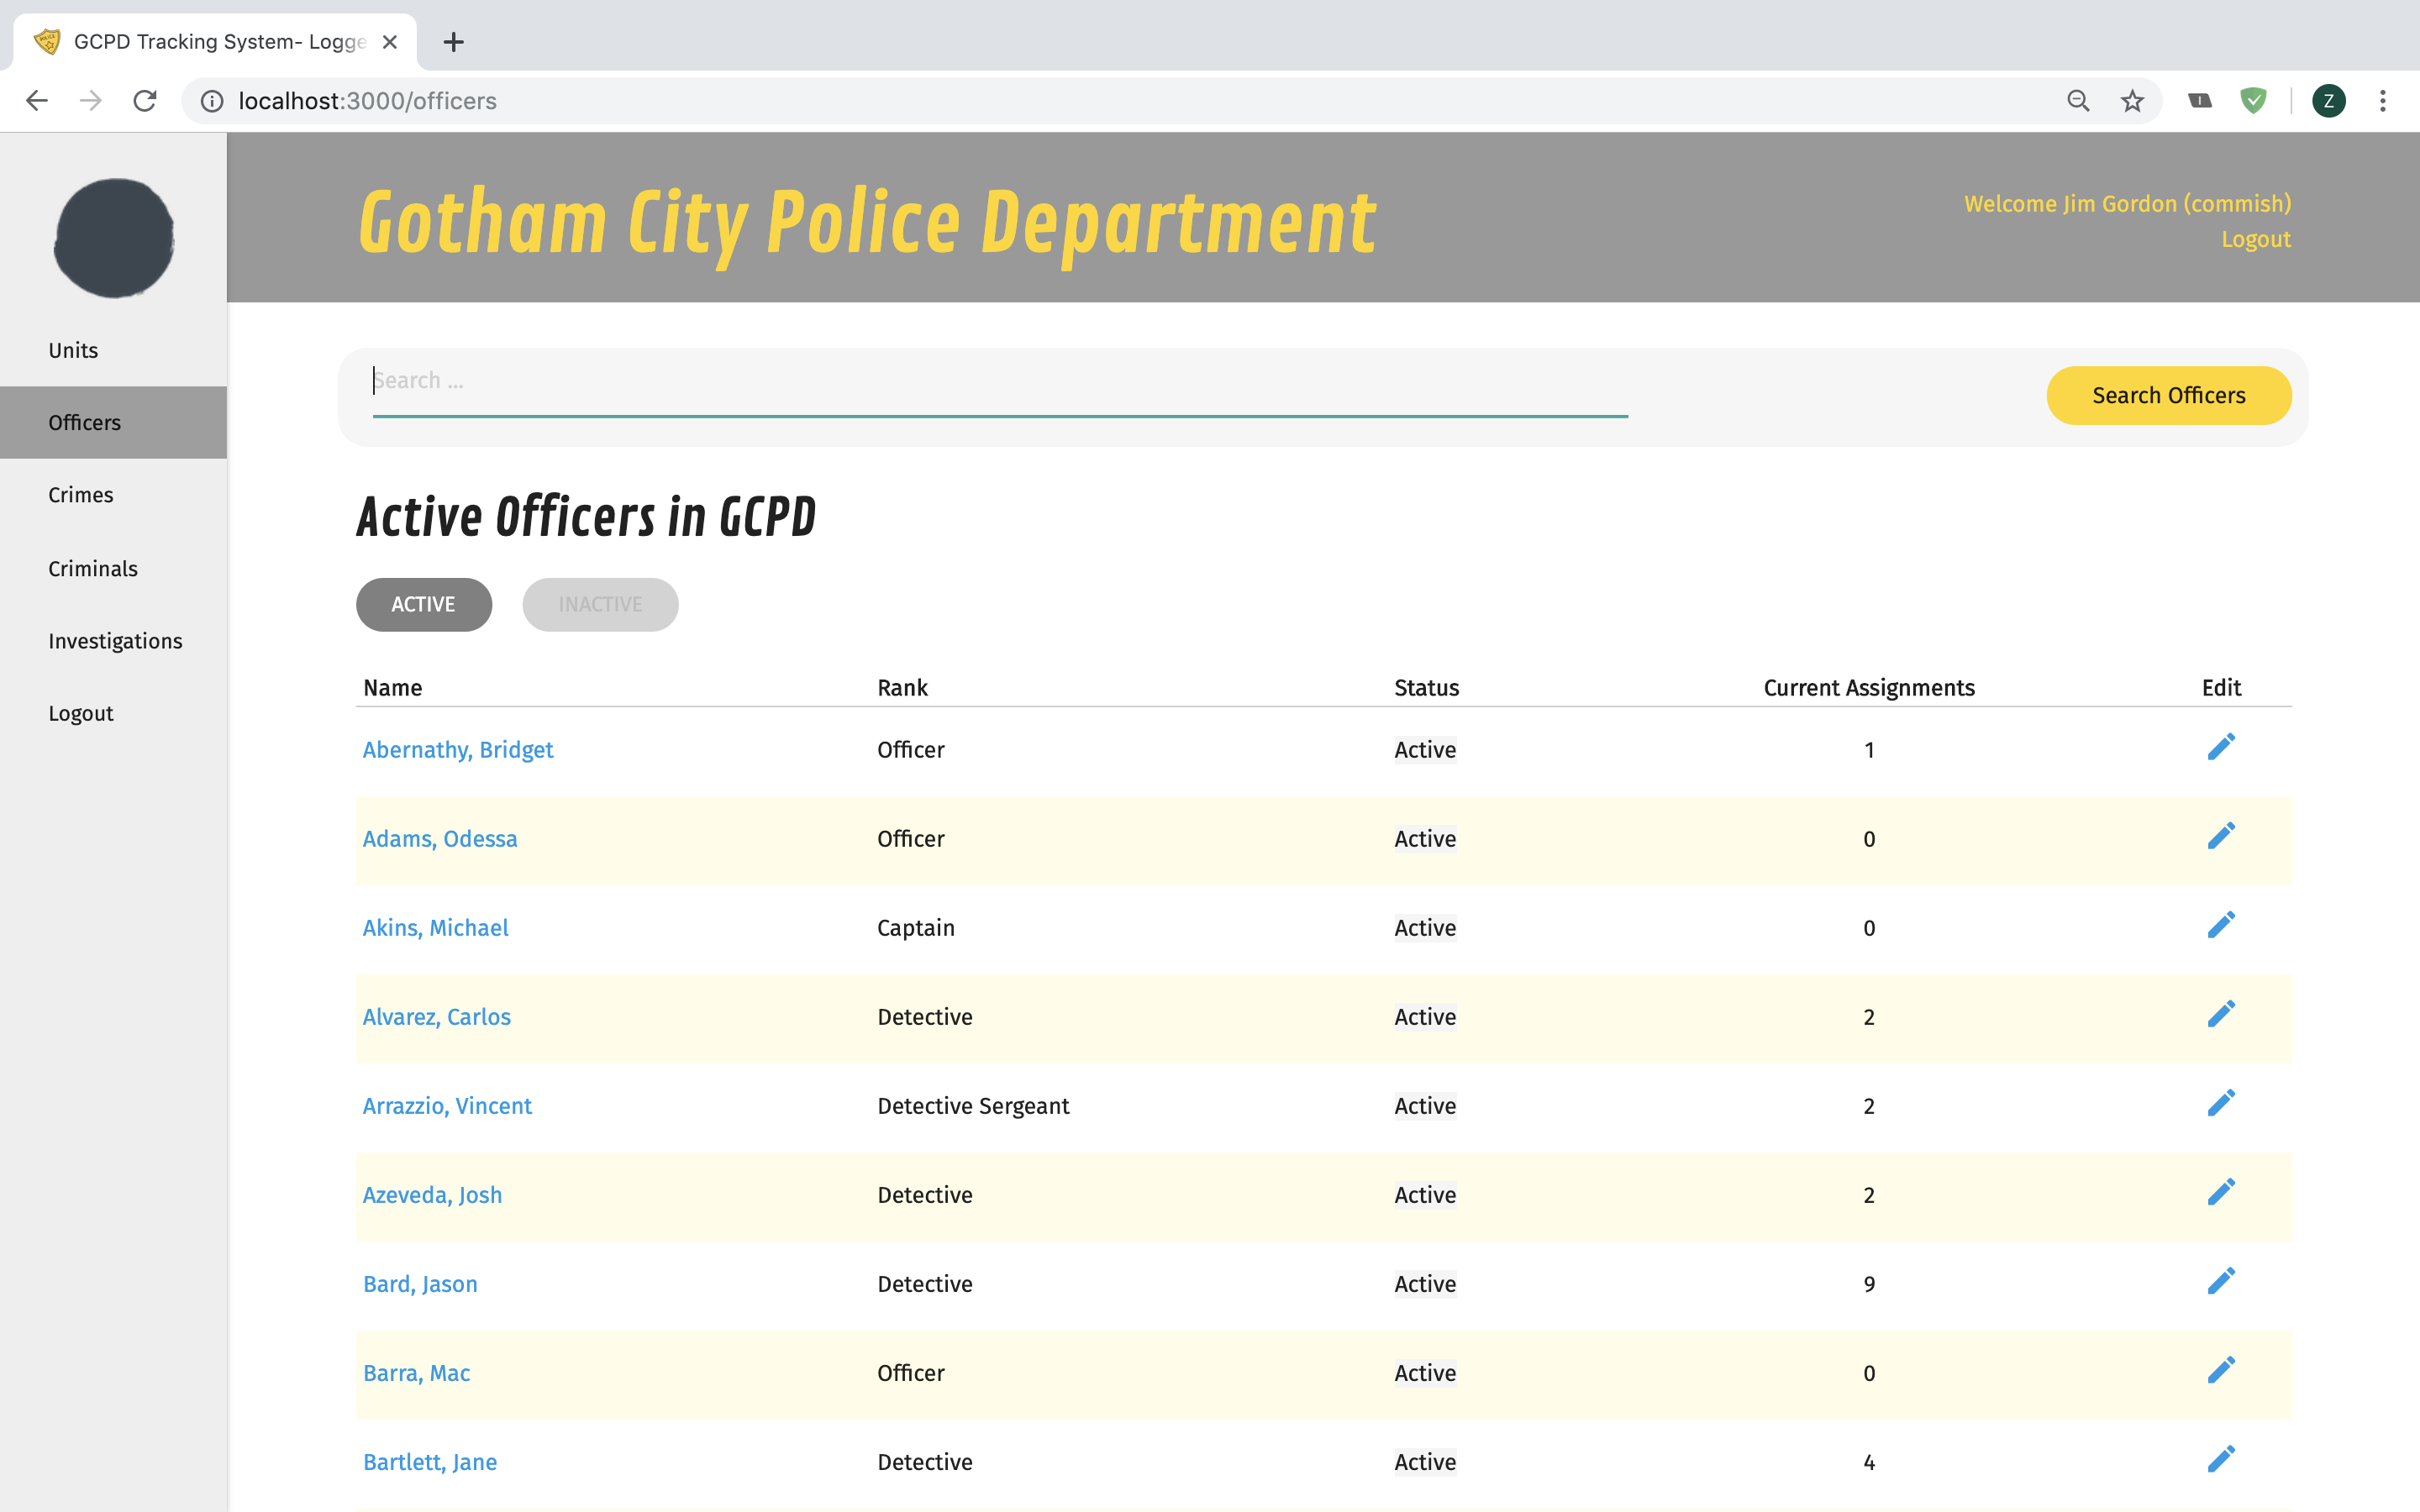 GCPD Tracking System- Logge
localhost:3000/officers
Z
Gotham City Police Department
Welcome Jim Gordon (commish)
Logout
Units
Officers
Crimes
Criminals
Investigations
Logout
Search ...
Search Officers
Active Officers in GCPD
ACTIVE INACTIVE
Name Rank Status Current Assignments Edit
Abernathy, Bridget Officer Active 1
Adams, Odessa Officer Active 0
Akins, Michael Captain Active 0
Alvarez, Carlos Detective Active 2
Arrazzio, Vincent Detective Sergeant Active 2
Azeveda, Josh Detective Active 2
Bard, Jason Detective Active 9
Barra, Mac Officer Active 0
Bartlett, Jane Detective Active 4